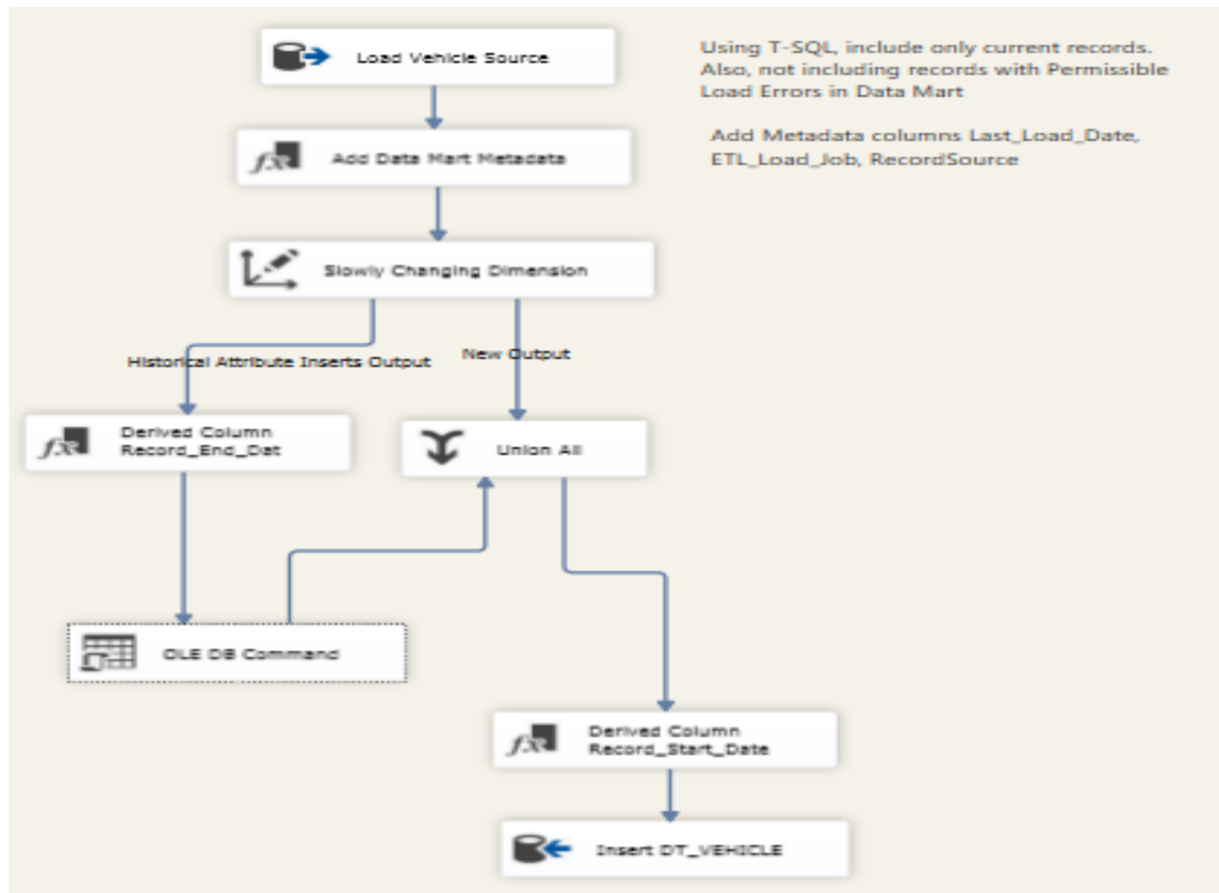 Load Vehicle Source
Using T-SQL, include only current records.
Also, not including records with Permissible
Load Errors in Data Mart
Add Metadata columns Last_Load_Date,
ETL_Load_Job, RecordSource
Add Data Mart Metadata
Slowly Changing Dimension
Historical Attribute Inserts Output
New Output
Derived Column
Record_End_Dat
Union All
OLE DB Command
Derived Column
Record_Start_Date
Insert DT_VEHICLE